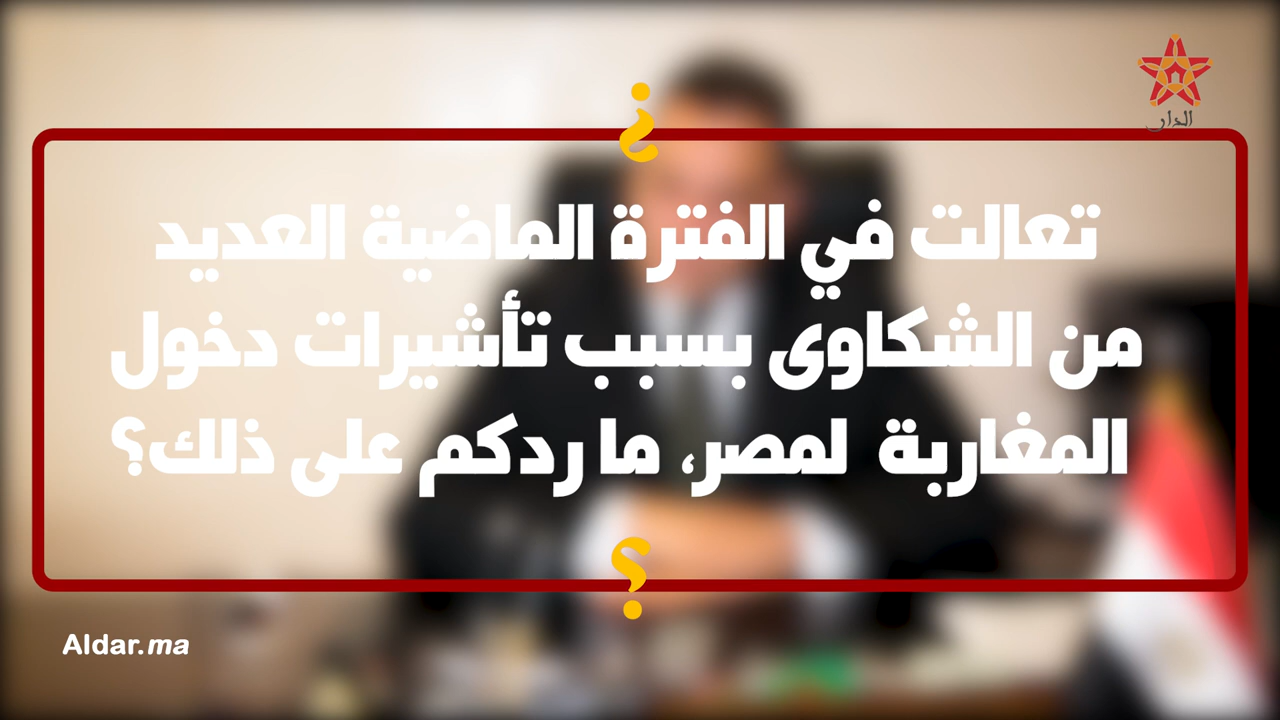 الدار
؟
تعالت في الفترة الماضية العديد
من الشكاوى بسبب تأشيرات دخول
المغاربة لمصر، ما ردكم على ذلك؟
؟
Aldar.ma